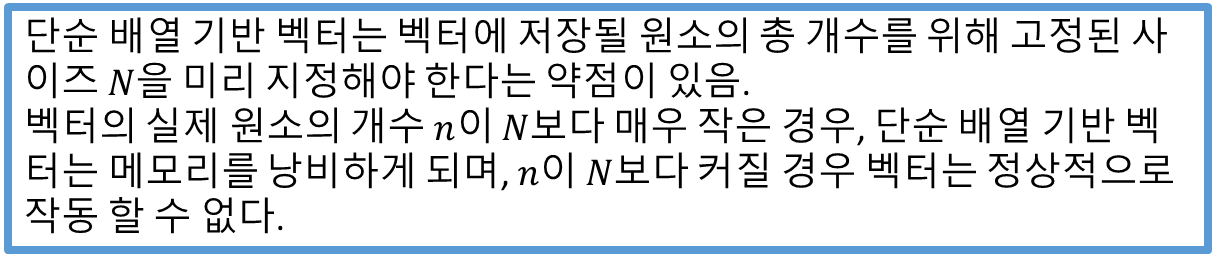 단순 배열 기반 벡터는 벡터에 저장될 원소의 총 개수를 위해 고정된 사
이즈 N을 미리 지정해야 한다는 약점이 있음.
벡터의 실제 원소의 개수 n이 N보다 매우 작은 경우, 단순 배열 기반 벡
터는 메모리를 낭비하게 되며, n이 N보다 커질 경우 벡터는 정상적으로
작동 할 수 없다.